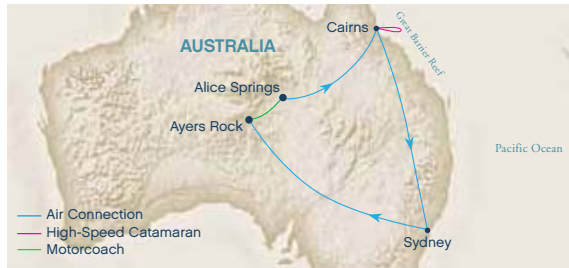 Cairns
Great Barrier Reef
AUSTRALIA
Alice Springs
Ayers Rock
Pacific Ocean
Air Connection
High-Speed Catamaran
Motorcoach
Sydney